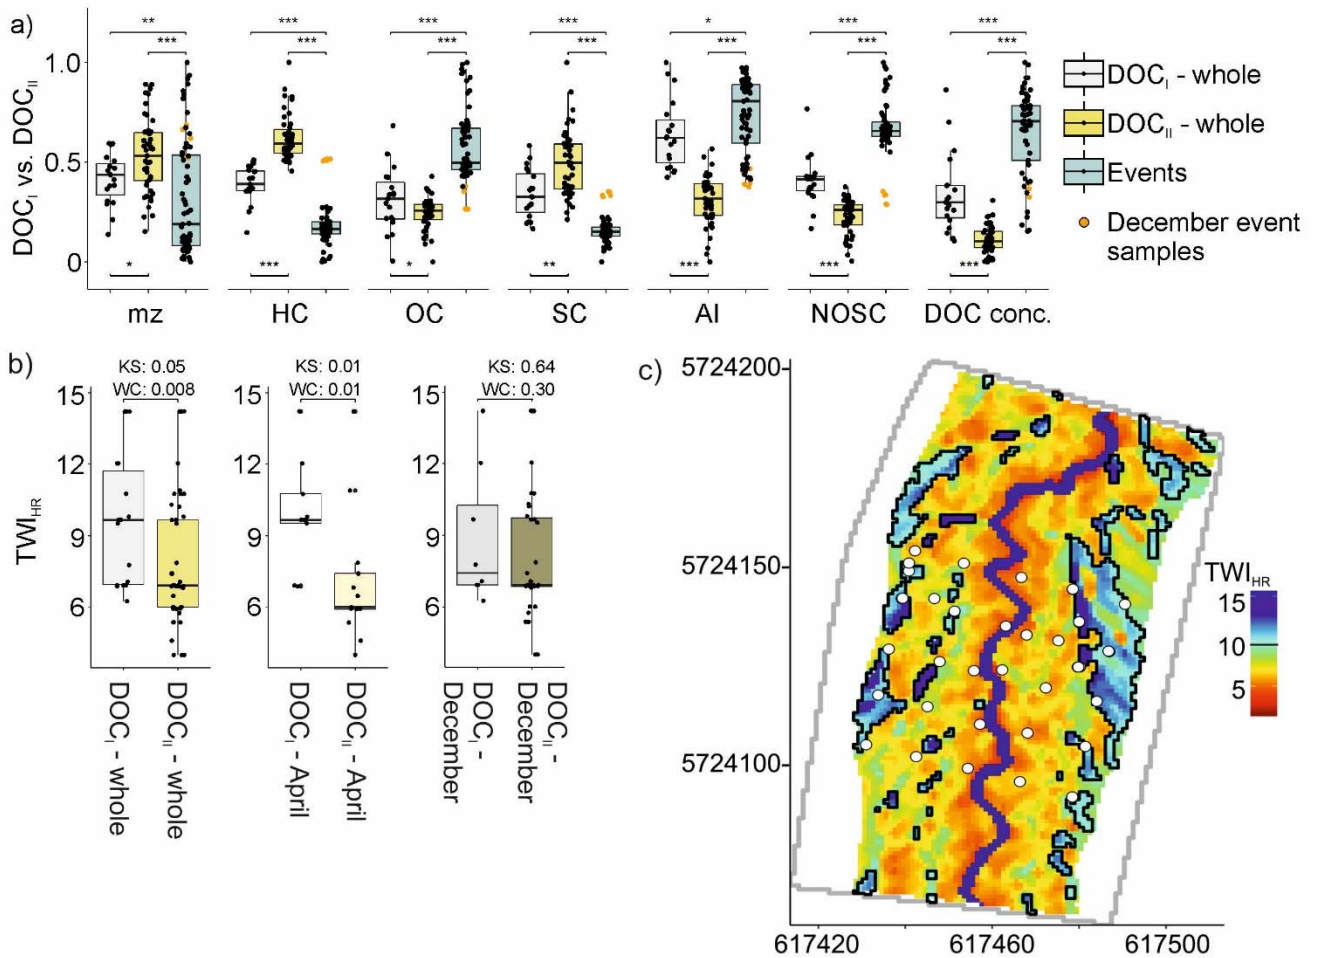 a)
DOC_I vs. DOC_II
1.0
0.5
0
** *** *
*** *** ***
*** *** *
*** *** **
* *** ***
*** *** ***
*** *** ***
mz HC OC SC AI NOSC DOC conc.
DOC_I - whole
DOC_II - whole
Events
December event
samples
b)
TWI_HR
15
12
9
6
KS: 0.05
WC: 0.008
DOC_I - whole
DOC_II - whole
15
12
9
6
KS: 0.01
WC: 0.01
DOC_I - April
DOC_II - April
15
12
9
6
KS: 0.64
WC: 0.30
DOC_I -
December
DOC_II -
December
c)
5724200
5724150
5724100
617420 617460 617500
TWI_HR
15
10
5